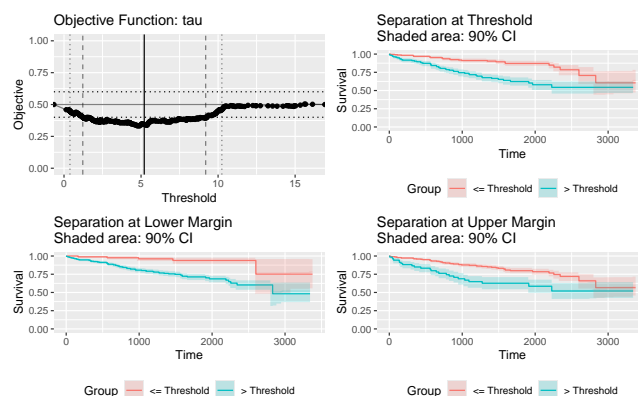 Objective Function: tau
1.00
0.75
0.50
0.25
0.00
Objective
0
5
10
15
Threshold
Separation at Threshold
Shaded area: 90% CI
1.00
0.75
0.50
0.25
0.00
Survival
0
1000
2000
3000
Time
Group
<= Threshold
> Threshold
Separation at Lower Margin
Shaded area: 90% CI
1.00
0.75
0.50
0.25
0.00
Survival
0
1000
2000
3000
Time
Group
<= Threshold
> Threshold
Separation at Upper Margin
Shaded area: 90% CI
1.00
0.75
0.50
0.25
0.00
Survival
0
1000
2000
3000
Time
Group
<= Threshold
> Threshold